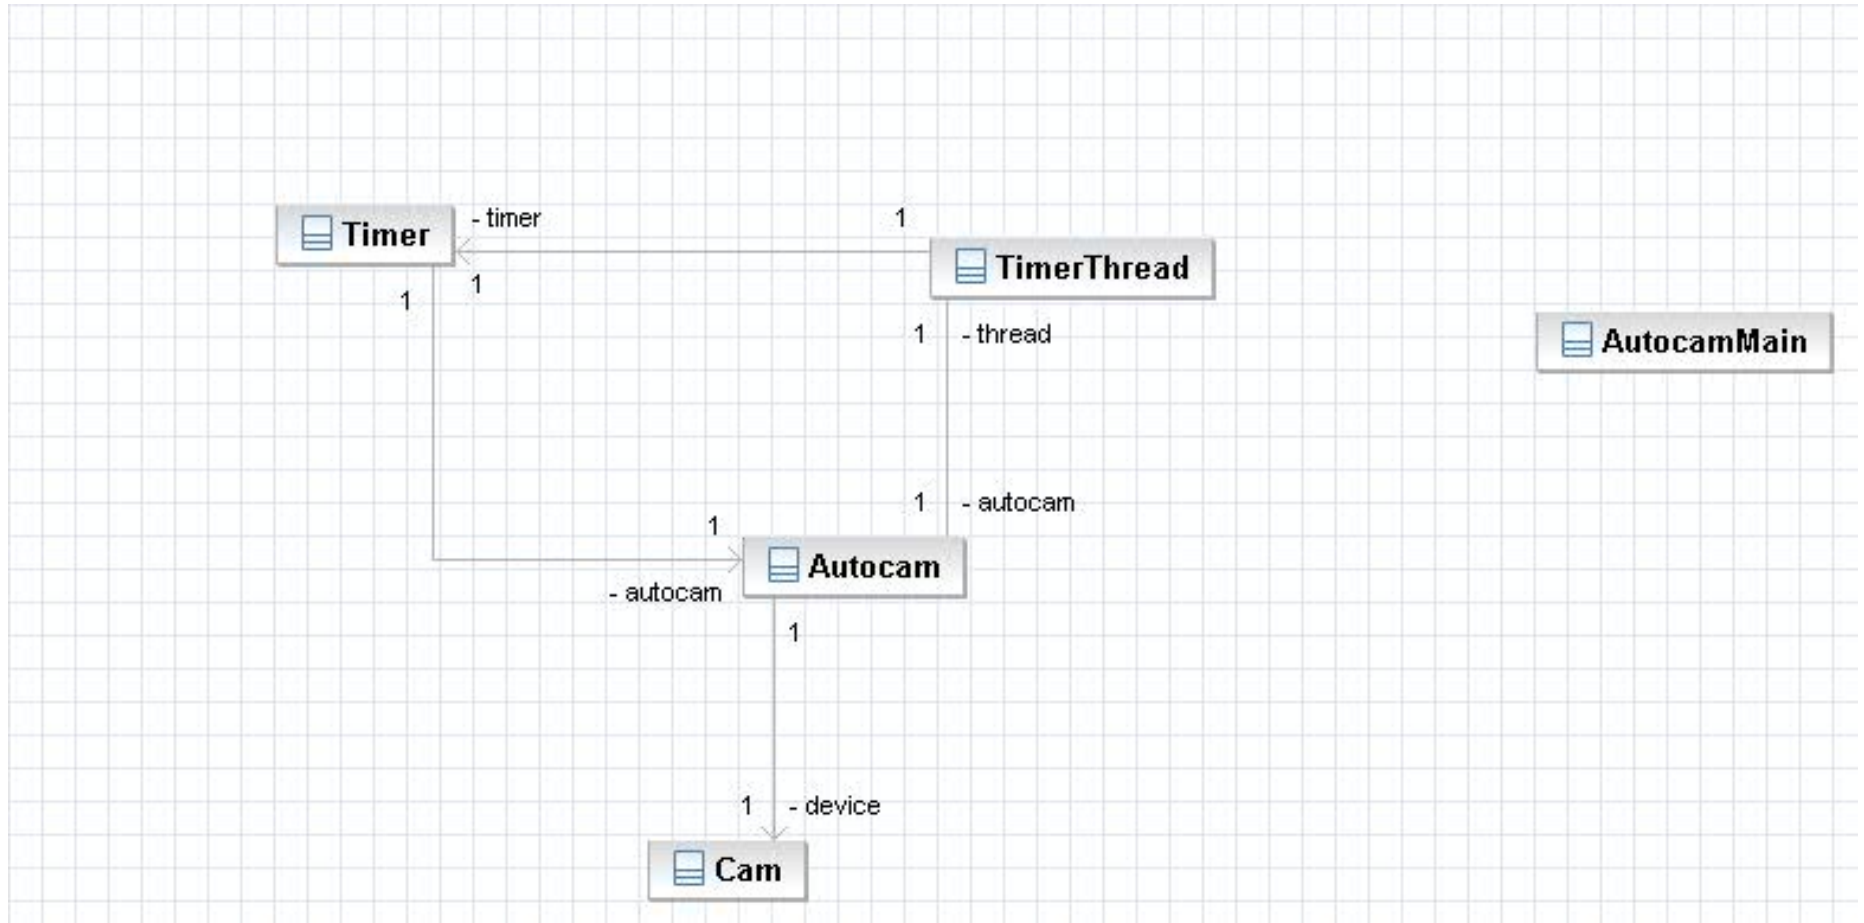 - timer
1
Timer
TimerThread
1
1
1
- thread
AutocamMain
1
- autocam
1
Autocam
- autocam
1
1
- device
Cam